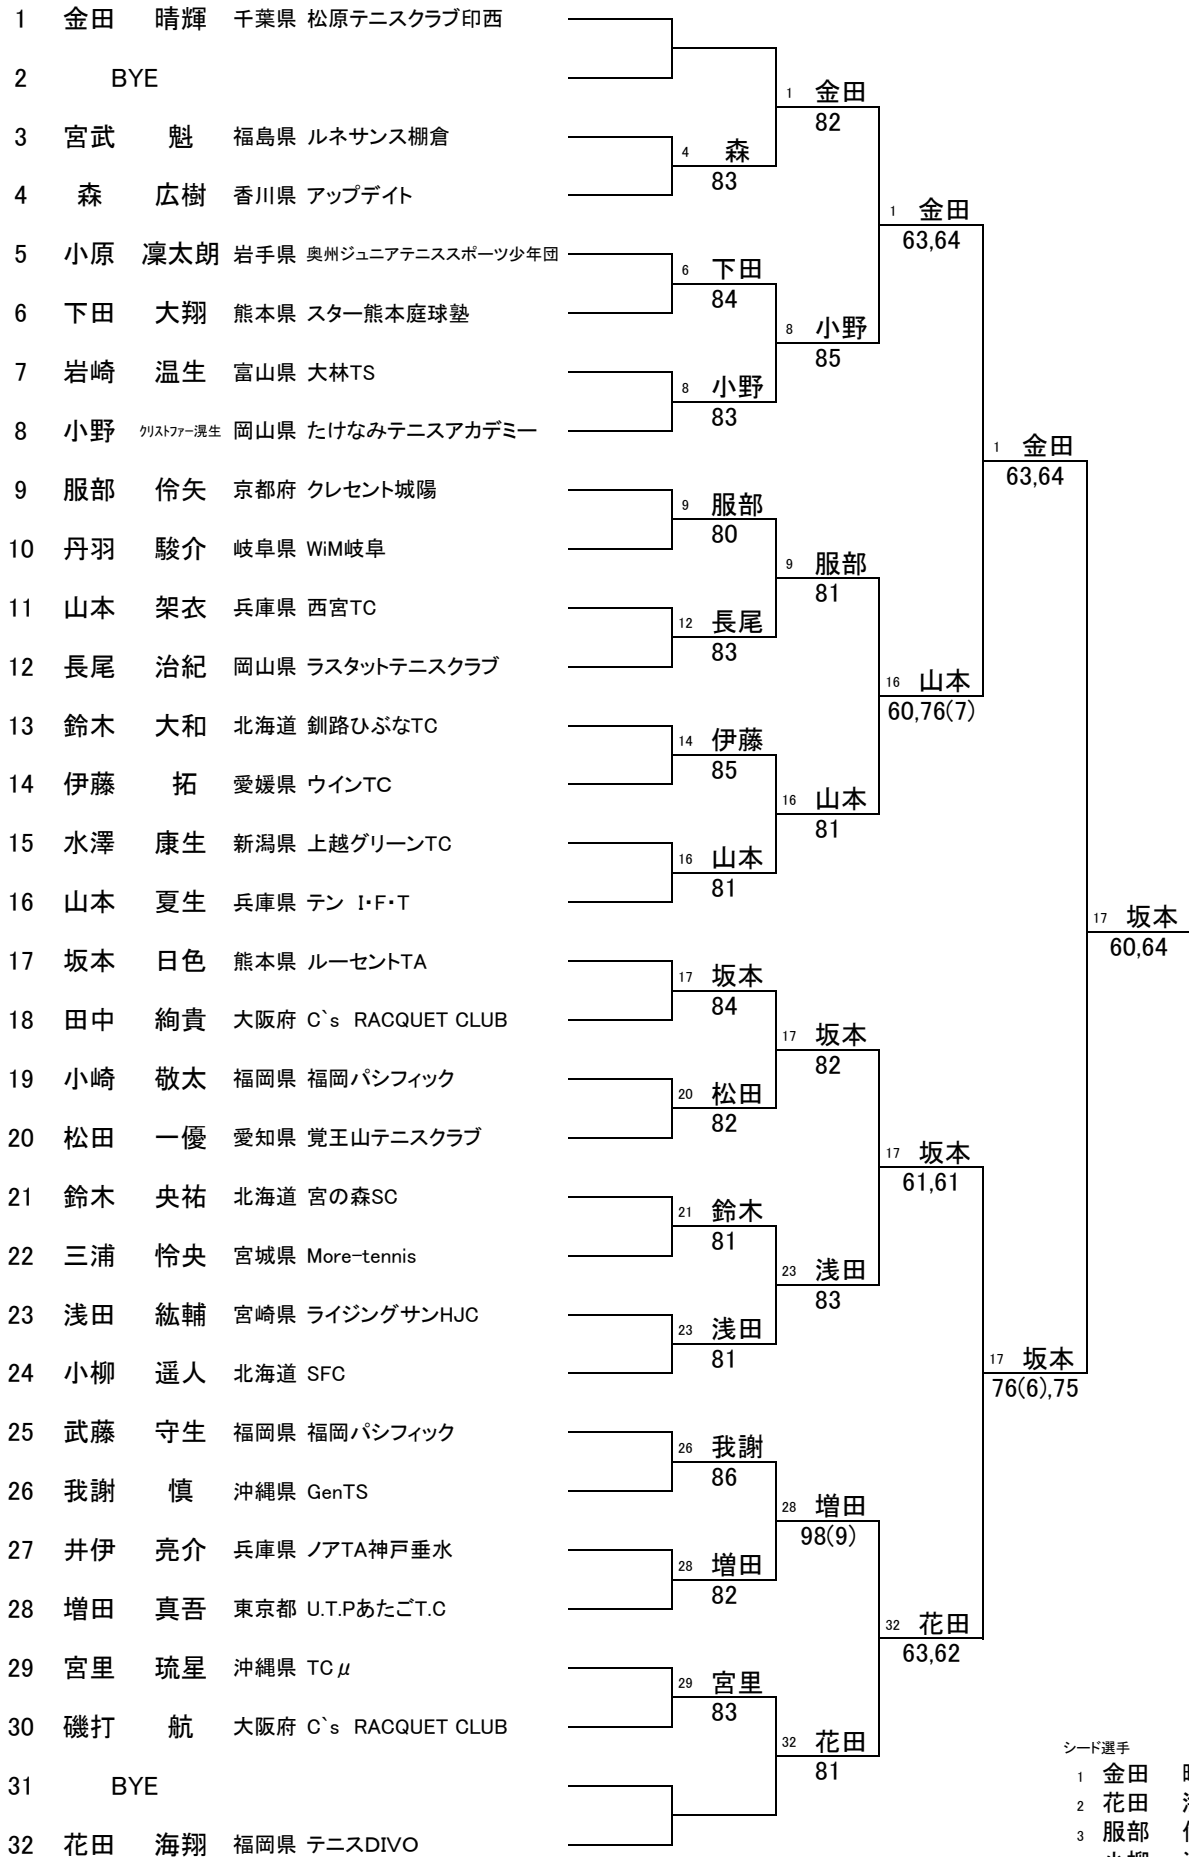 1 金田 晴輝 千葉県 松原テニスクラブ印西
2 BYE
1 金田
82
3 宮武 魁 福島県 ルネサンス棚倉
4 森
83
4 森 広樹 香川県 アップデイト
1 金田
63,64
5 小原 凜太朗 岩手県 奥州ジュニアテニススポーツ少年団
6 下田
84
6 下田 大翔 熊本県 スター熊本庭球塾
8 小野
85
7 岩崎 温生 富山県 大林TS
8 小野
83
8 小野 クリストファー滉生 岡山県 たけなみテニスアカデミー
1 金田
63,64
9 服部 伶矢 京都府 クレセント城陽
9 服部
80
10 丹羽 駿介 岐阜県 WiM岐阜
9 服部
81
11 山本 架衣 兵庫県 西宮TC
12 長尾
83
12 長尾 治紀 岡山県 ラスタットテニスクラブ
16 山本
60,76(7)
13 鈴木 大和 北海道 釧路ひぶなTC
14 伊藤
85
14 伊藤 拓 愛媛県 ウインTC
16 山本
81
15 水澤 康生 新潟県 上越グリーンTC
16 山本
81
16 山本 夏生 兵庫県 テン I・F・T
17 坂本
60,64
17 坂本 日色 熊本県 ルーセントTA
17 坂本
84
18 田中 絢貴 大阪府 C`s RACQUET CLUB
17 坂本
82
19 小崎 敬太 福岡県 福岡パシフィック
20 松田
82
20 松田 一優 愛知県 覚王山テニスクラブ
17 坂本
61,61
21 鈴木 央祐 北海道 宮の森SC
21 鈴木
81
22 三浦 怜央 宮城県 More-tennis
23 浅田
83
23 浅田 紘輔 宮崎県 ライジングサンHJC
23 浅田
81
24 小柳 遥人 北海道 SFC
17 坂本
76(6),75
25 武藤 守生 福岡県 福岡パシフィック
26 我謝
86
26 我謝 慎 沖縄県 GenTS
28 増田
98(9)
27 井伊 亮介 兵庫県 ノアTA神戸垂水
28 増田
82
28 増田 真吾 東京都 U.T.PあたごT.C
32 花田
63,62
29 宮里 琉星 沖縄県 TCμ
29 宮里
83
30 磯打 航 大阪府 C`s RACQUET CLUB
32 花田
81
31 BYE
32 花田 海翔 福岡県 テニスDIVO
シード選手
1 金田
2 花田
3 服部